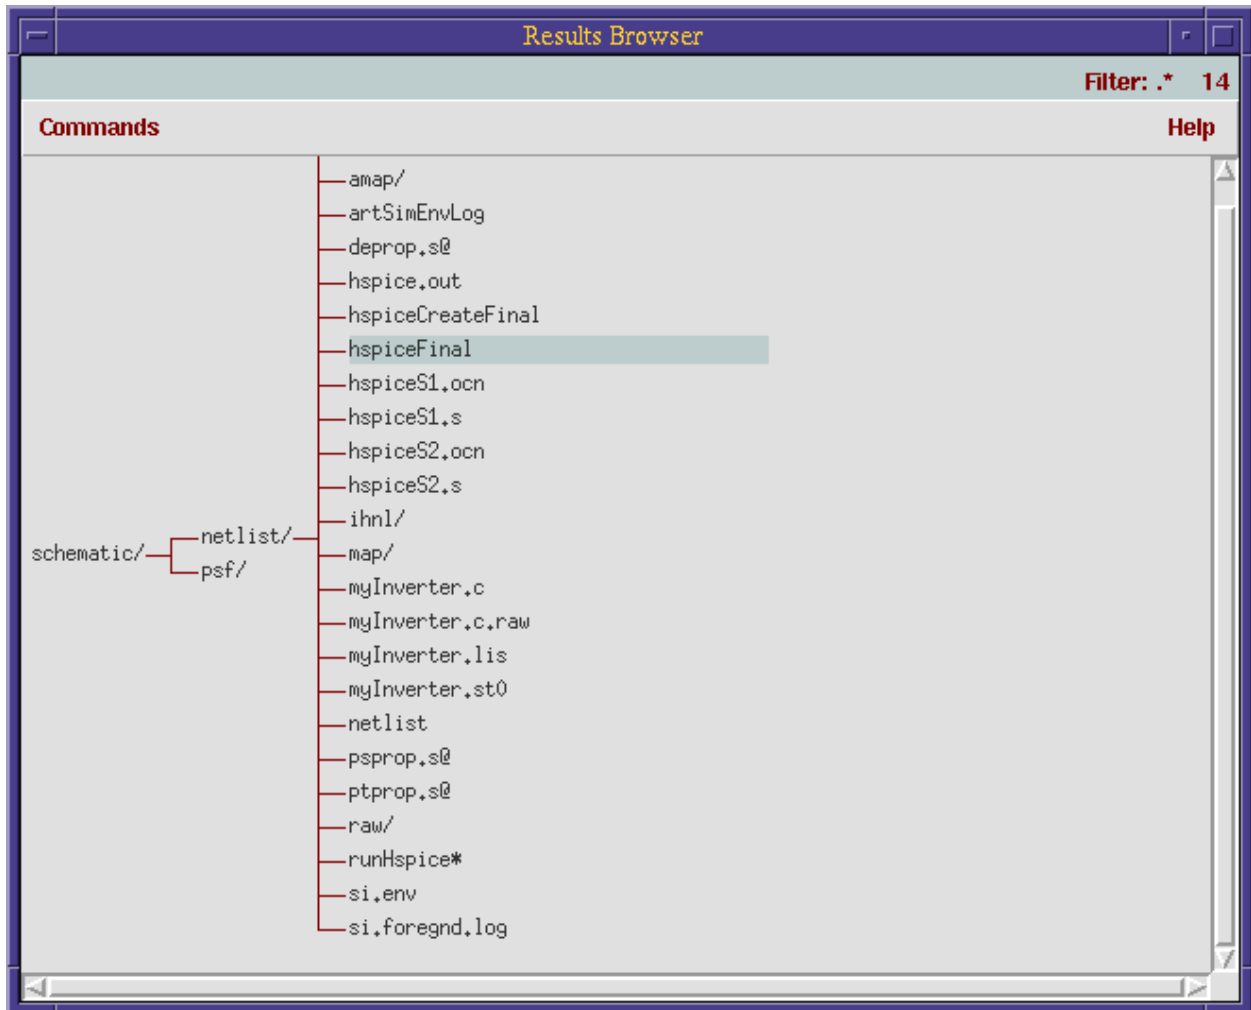 Results Browser
Filter: .* 14
Commands Help
amap/
artSimEnvLog
deprop.s@
hspice.out
hspiceCreateFinal
hspiceFinal
hspiceS1.ocn
hspiceS1.s
hspiceS2.ocn
hspiceS2.s
ihnl/
netlist/
schematic/ map/
psf/
myInverter.c
myInverter.c.raw
myInverter.lis
myInverter.st0
netlist
psprop.s@
ptprop.s@
raw/
runHspice*
si.env
si.foregnd.log